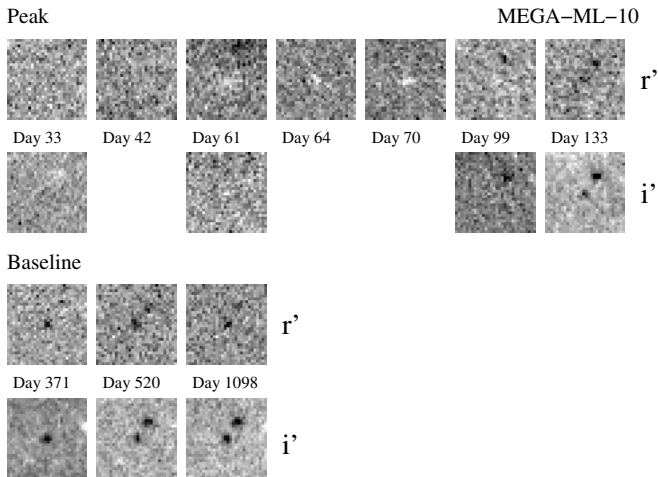 Peak MEGA−ML−10
r’
Day 33 Day 42 Day 61 Day 64 Day 70 Day 99 Day 133
i’
Baseline
r’
Day 371 Day 520 Day 1098
i’